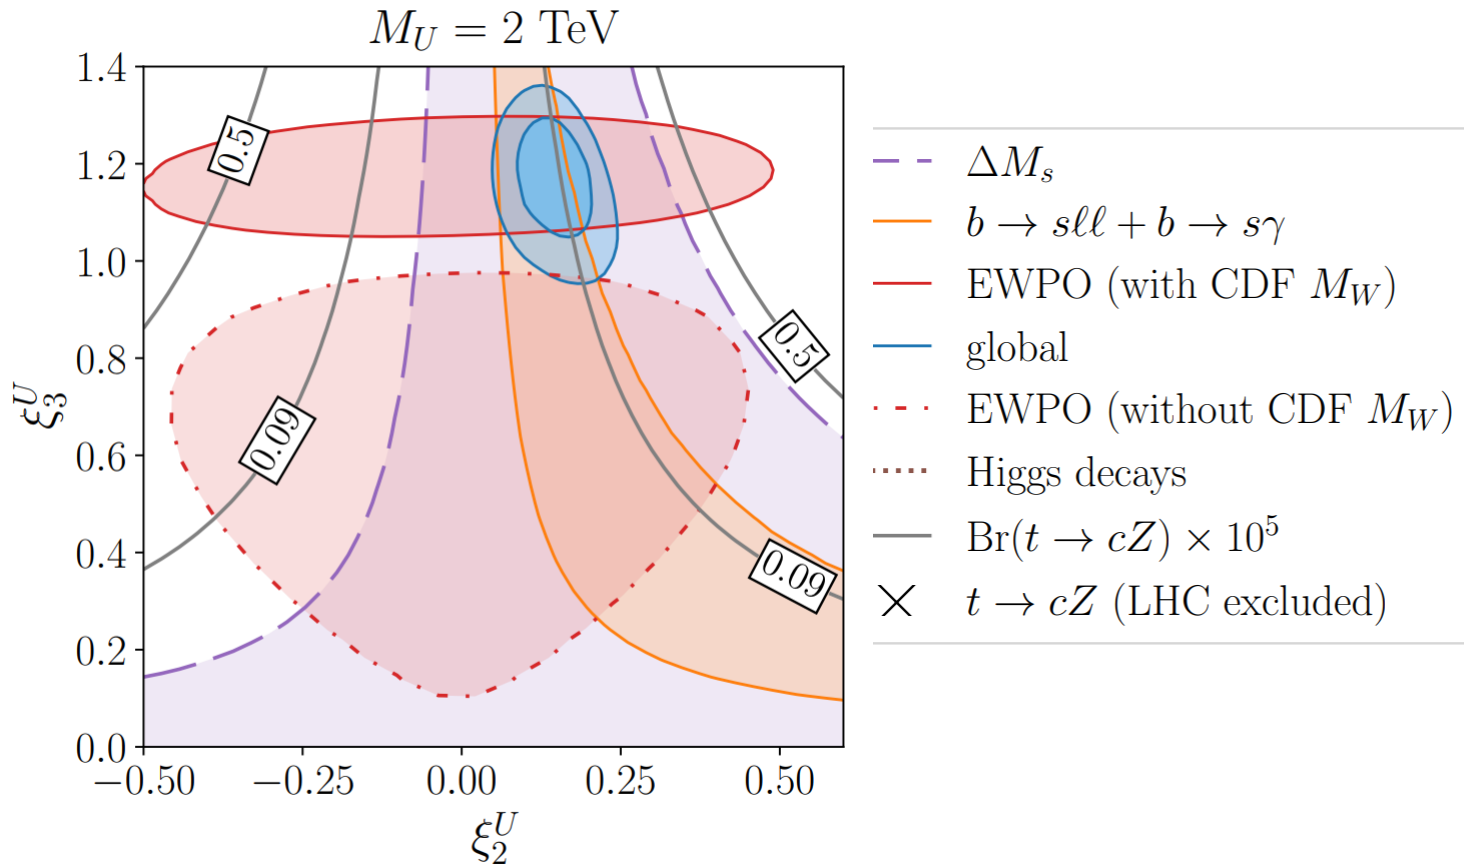 M_U = 2 TeV
1.4
1.2
1.0
0.8
0.6
0.4
0.2
0.0
ξ_3^U
−0.50
−0.25
0.00
0.25
0.50
ξ_2^U
0.5
0.09
0.5
0.09
ΔM_s
b → sℓℓ + b → sγ
EWPO (with CDF M_W)
global
EWPO (without CDF M_W)
Higgs decays
Br(t → cZ) × 10^5
t → cZ (LHC excluded)